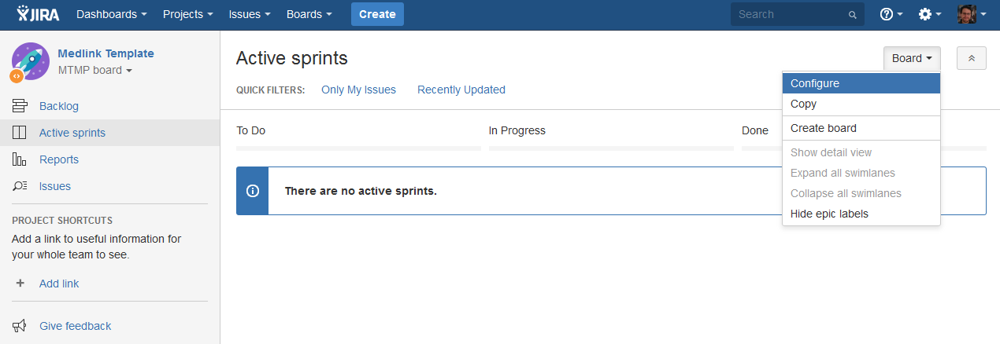 JIRA Dashboards Projects Issues Boards Create Search
Medlink Template
MTMP board
Backlog
Active sprints
Reports
Issues
PROJECT SHORTCUTS
Add a link to useful information for
your whole team to see.
+ Add link
Give feedback
Active sprints
Board
QUICK FILTERS: Only My Issues Recently Updated
Configure
Copy
Create board
Show detail view
Expand all swimlanes
Collapse all swimlanes
Hide epic labels
To Do In Progress Done
There are no active sprints.